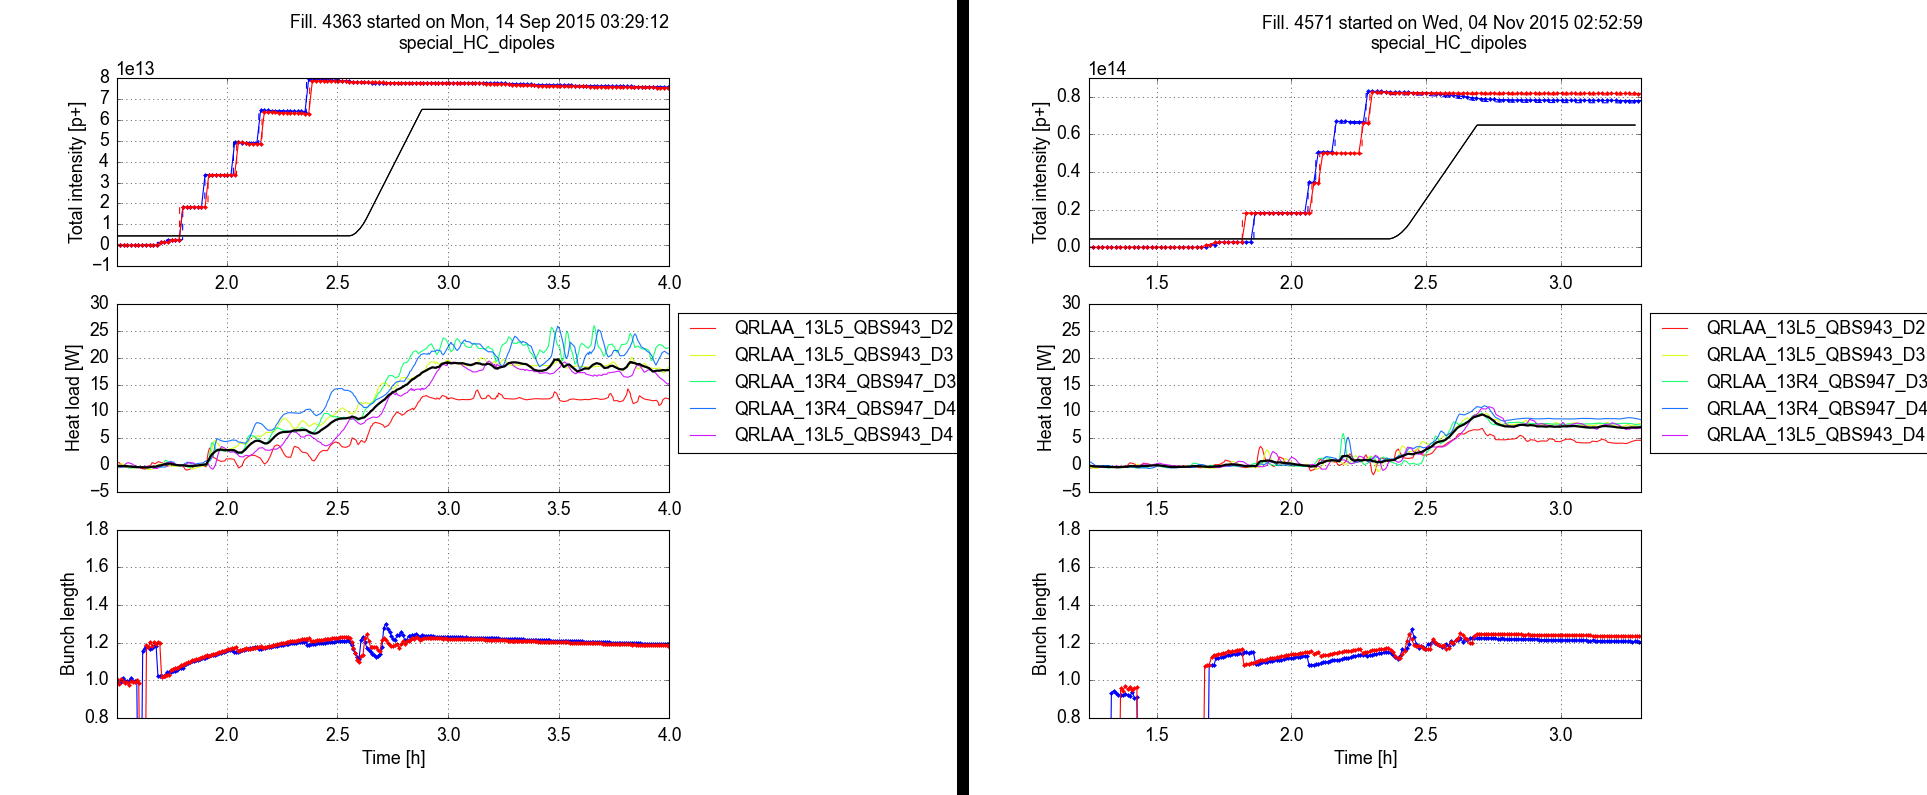 Fill. 4363 started on Mon, 14 Sep 2015 03:29:12
special_HC_dipoles
1e13
8
7
6
5
4
3
2
1
0
−1
Total intensity [p+]
2.0 2.5 3.0 3.5 4.0
30
25
20
15
10
5
0
−5
Heat load [W]
2.0 2.5 3.0 3.5 4.0
QRLAA_13L5_QBS943_D2
QRLAA_13L5_QBS943_D3
QRLAA_13R4_QBS947_D3
QRLAA_13R4_QBS947_D4
QRLAA_13L5_QBS943_D4
1.8
1.6
1.4
1.2
1.0
0.8
Bunch length
2.0 2.5 3.0 3.5 4.0
Time [h]
Fill. 4571 started on Wed, 04 Nov 2015 02:52:59
special_HC_dipoles
1e14
0.8
0.6
0.4
0.2
0.0
Total intensity [p+]
1.5 2.0 2.5 3.0
30
25
20
15
10
5
0
−5
Heat load [W]
1.5 2.0 2.5 3.0
QRLAA_13L5_QBS943_D2
QRLAA_13L5_QBS943_D3
QRLAA_13R4_QBS947_D3
QRLAA_13R4_QBS947_D4
QRLAA_13L5_QBS943_D4
1.8
1.6
1.4
1.2
1.0
0.8
Bunch length
1.5 2.0 2.5 3.0
Time [h]